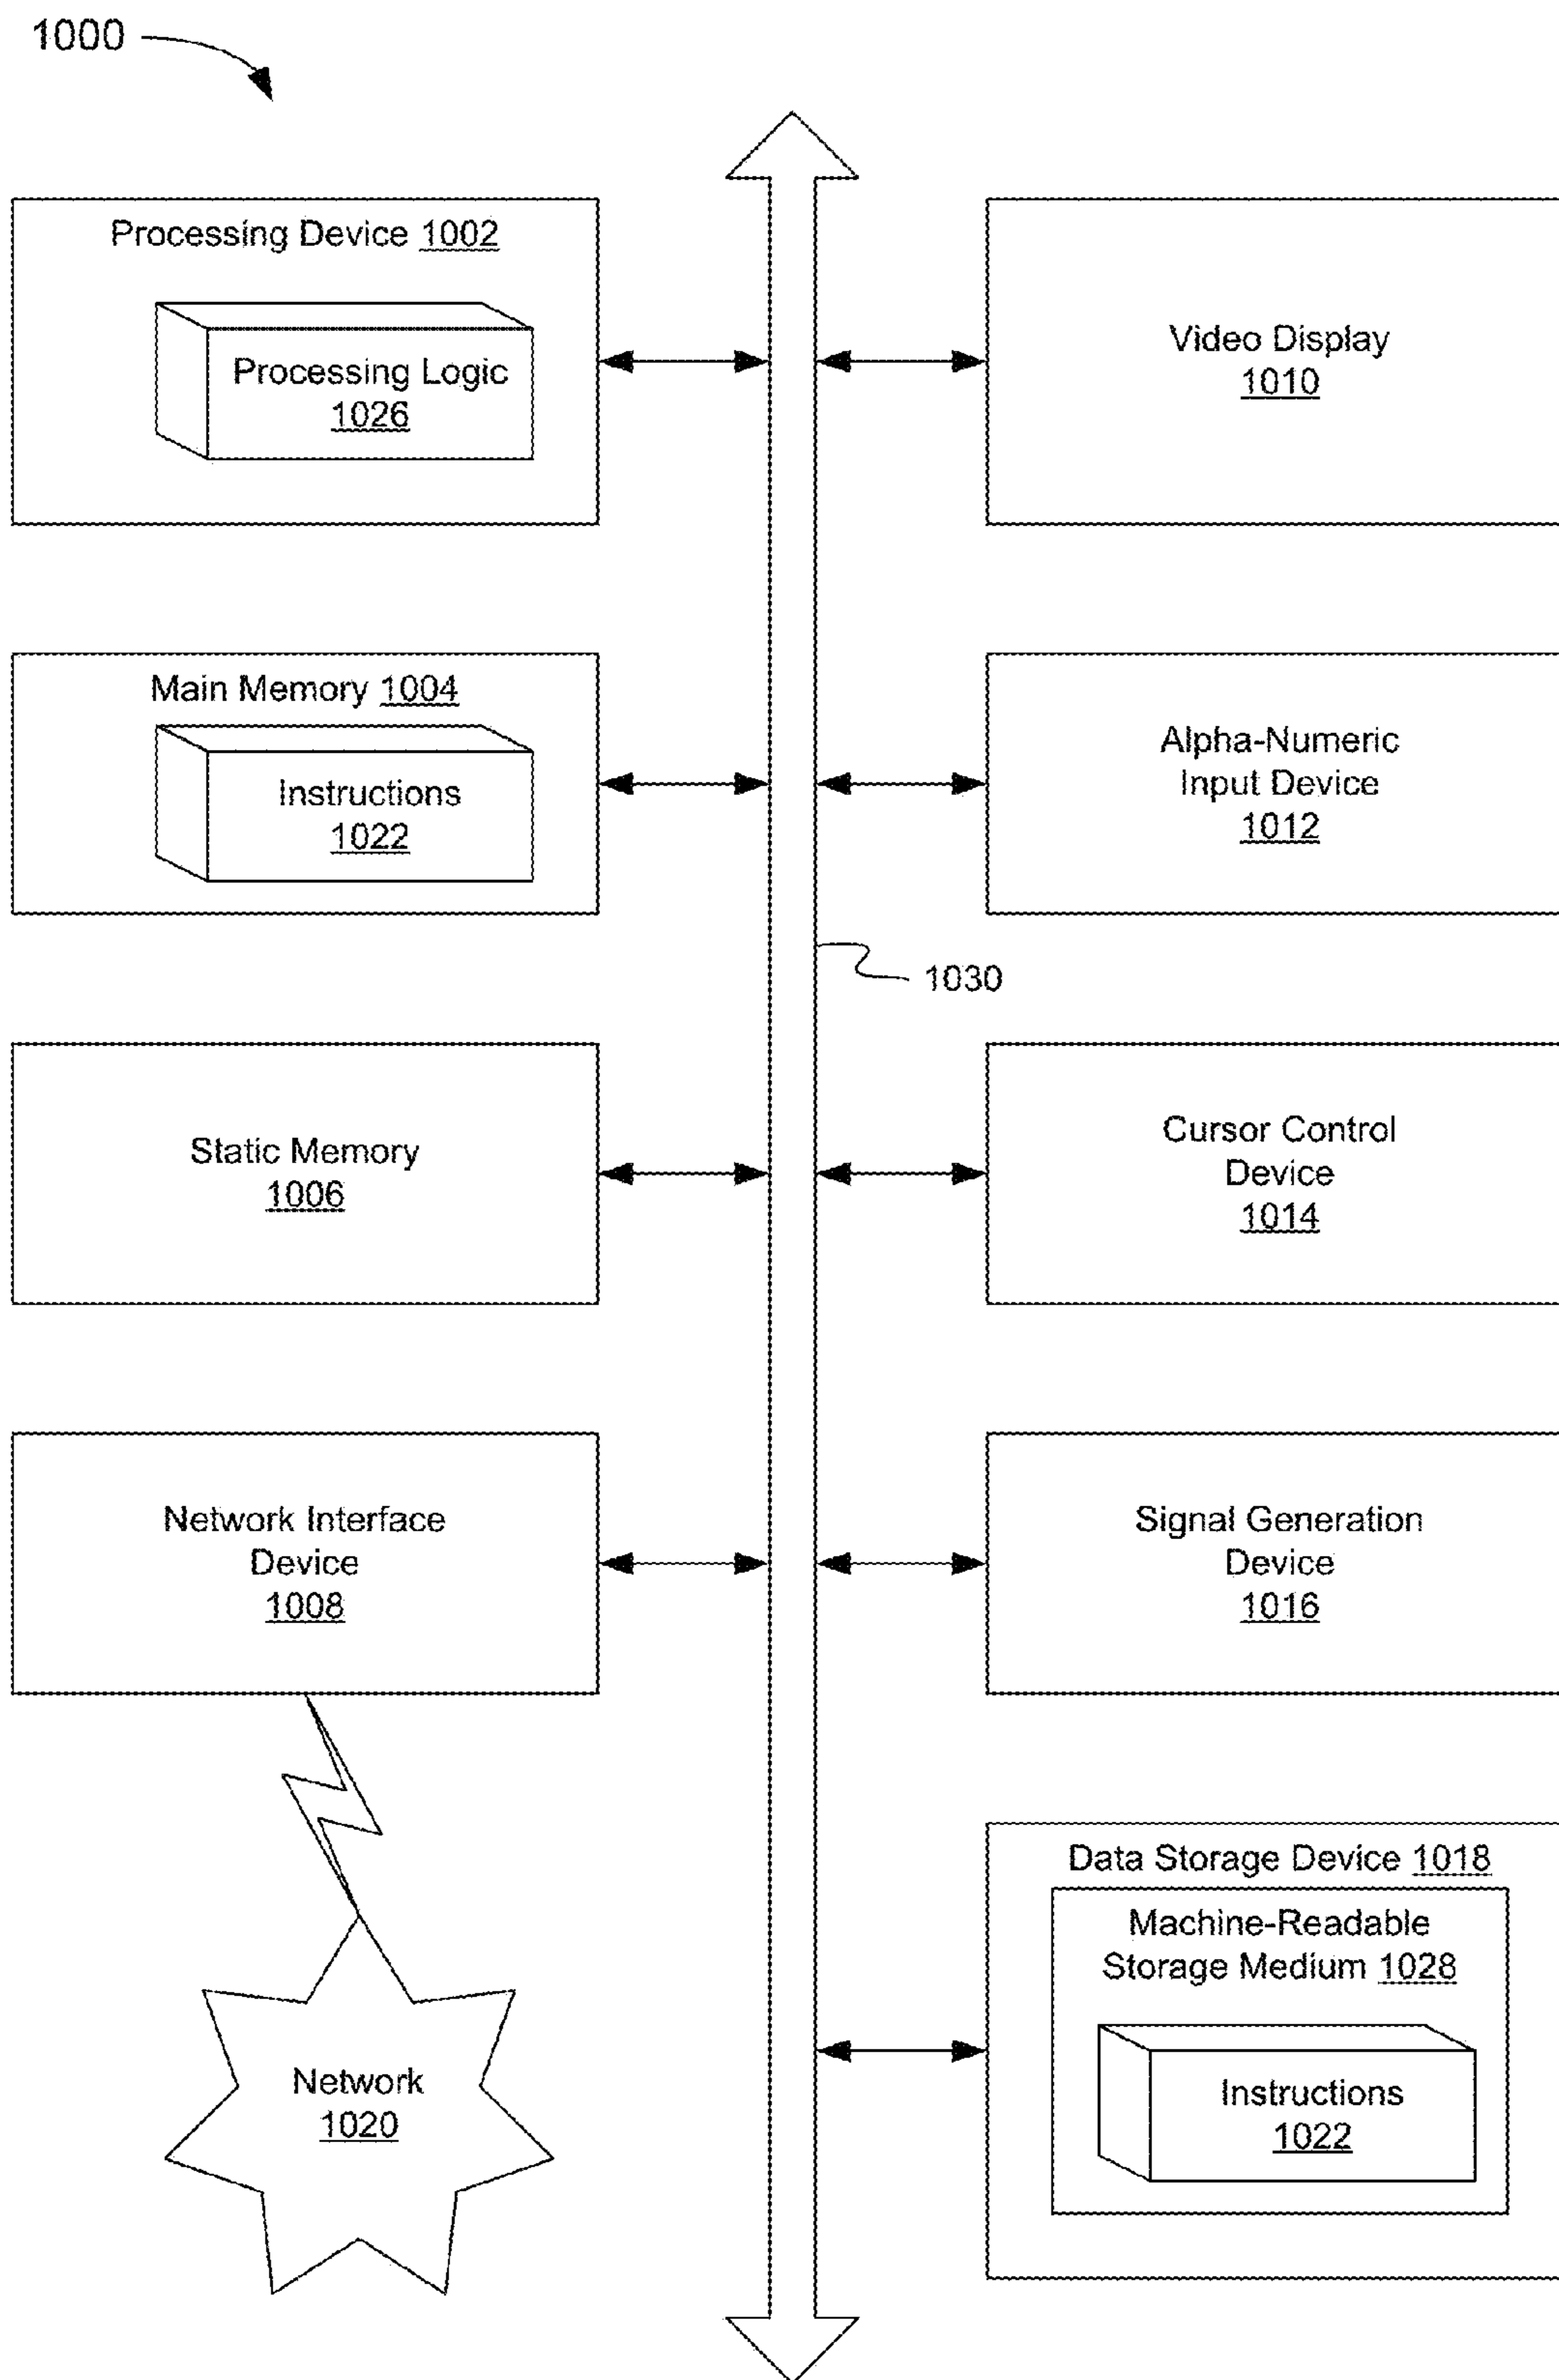 1000
Processing Device 1002
Processing Logic
1026
Video Display
1010
Main Memory 1004
Instructions
1022
Alpha-Numeric
Input Device
1012
1030
Static Memory
1006
Cursor Control
Device
1014
Network Interface
Device
1008
Signal Generation
Device
1016
Data Storage Device 1018
Machine-Readable
Storage Medium 1028
Instructions
1022
Network
1020